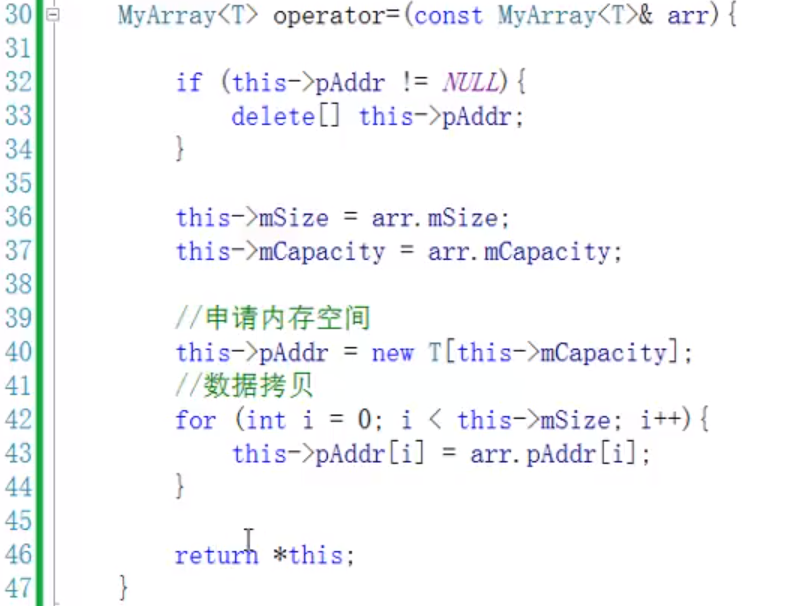 30 MyArray<T> operator=(const MyArray<T>& arr){
31
32 if (this->pAddr != NULL){
33 delete[] this->pAddr;
34 }
35
36 this->mSize = arr.mSize;
37 this->mCapacity = arr.mCapacity;
38
39 //申请内存空间
40 this->pAddr = new T[this->mCapacity];
41 //数据拷贝
42 for (int i = 0; i < this->mSize; i++){
43 this->pAddr[i] = arr.pAddr[i];
44 }
45
46 return *this;
47 }